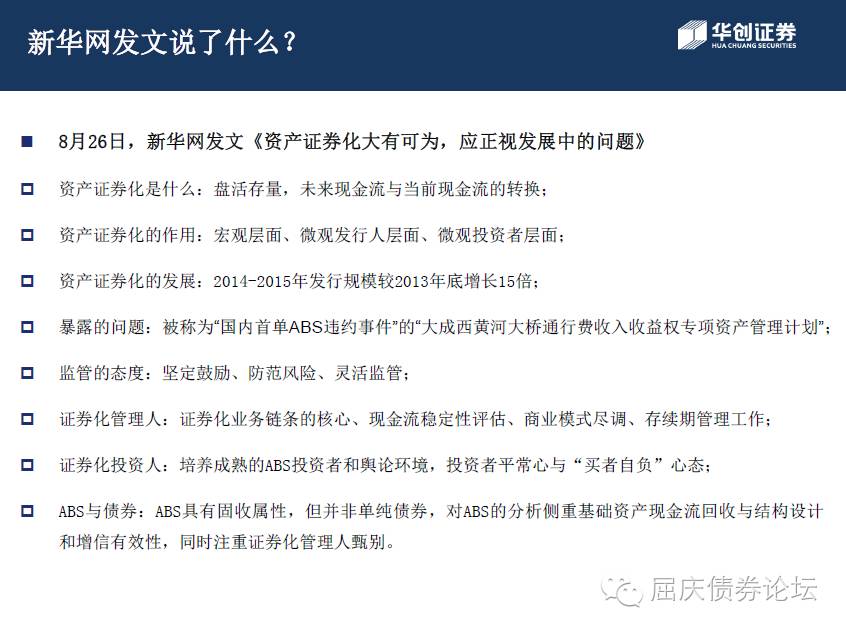 新华网发文说了什么？
华创证券
HUA CHUANG SECURITIES
8月26日，新华网发文《资产证券化大有可为，应正视发展中的问题》
资产证券化是什么：盘活存量，未来现金流与当前现金流的转换；
资产证券化的作用：宏观层面、微观发行人层面、微观投资者层面；
资产证券化的发展：2014-2015年发行规模较2013年底增长15倍；
暴露的问题：被称为“国内首单ABS违约事件”的“大成西黄河大桥通行费收入收益权专项资产管理计划”；
监管的态度：坚定鼓励、防范风险、灵活监管；
证券化管理人：证券化业务链条的核心、现金流稳定性评估、商业模式尽调、存续期管理工作；
证券化投资人：培养成熟的ABS投资者和舆论环境，投资者平常心与“买者自负”心态；
ABS与债券：ABS具有固收属性，但并非单纯债券，对ABS的分析侧重基础资产现金流回收与结构设计
和增信有效性，同时注重证券化管理人甄别。
屈庆债券论坛